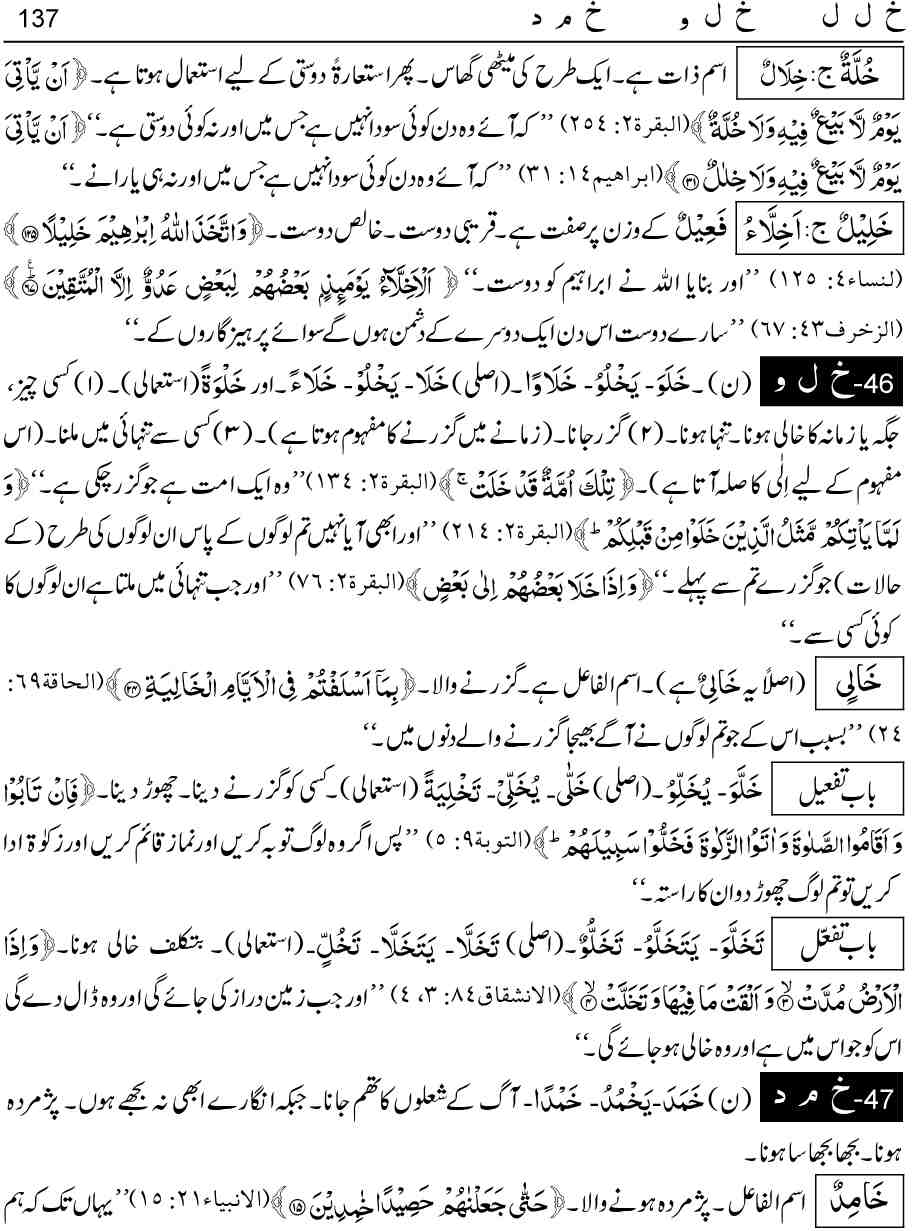 خ ل ل خ ل و خ م د 137
خُلَّةٌ ج: خِلَالٌ اسم ذات ہے۔ ایک طرح کی میٹھی گھاس۔ پھر استعارۃً دوستی کے لیے استعمال ہوتا ہے۔ ﴿ اَنْ یَّاْتِیَ
یَوْمٌ لَّا بَیْعٌ فِیْہِ وَلَا خُلَّةٌ ﴾ (البقرۃ۲: ۲۵۴) ’’ کہ آئے وہ دن کوئی سودا نہیں ہے جس میں اور نہ کوئی دوستی ہے۔‘‘ ﴿ اَنْ یَّاْتِیَ
یَوْمٌ لَّا بَیْعٌ فِیْہِ وَلَا خِلٰلٌ ﴿۳۱﴾﴾ (ابراھیم۱۴: ۳۱) ’’ کہ آئے وہ دن کوئی سودا نہیں ہے جس میں اور نہ ہی یارانے۔‘‘
خَلِیْلٌ ج: اَخِلَّاءُ فَعِیْلٌ کے وزن پر صفت ہے۔ قریبی دوست۔ خالص دوست۔ ﴿وَاتَّخَذَ اللّٰہُ اِبْرٰھِیْمَ خَلِیْلًا ﴿۱۲۵﴾﴾
(لنساء۴: ۱۲۵) ’’اور بنایا اللہ نے ابراہیم کو دوست۔‘‘ ﴿ اَلْاَخِلَّآءُ یَوْمَئِذٍ بَعْضُھُمْ لِبَعْضٍ عَدُوٌّ اِلَّا الْمُتَّقِیْنَ ﴿۶۷﴾﴾
(الزخرف۴۳: ۶۷) ’’سارے دوست اس دن ایک دوسرے کے دشمن ہوں گے سوائے پرہیزگاروں کے۔‘‘
46- خ ل و (ن)۔ خَلَوَ۔ یَخْلُوُ۔ خَلَاوًا۔ (اصلی) خَلَا۔ یَخْلُوْ۔ خَلَاءً۔ اور خَلْوَةً (استعمالی)۔ (۱) کسی چیز،
جگہ یا زمانہ کا خالی ہونا۔ تنہا ہونا۔ (۲) گزر جانا۔ (زمانے میں گزرنے کا مفہوم ہوتا ہے)۔ (۳) کسی سے تنہائی میں ملنا۔ (اس
مفہوم کے لیے اِلٰی کا صلہ آتا ہے)۔ ﴿ تِلْکَ اُمَّةٌ قَدْ خَلَتْ ۚ﴾ (البقرۃ۲: ۱۳۴) ’’وہ ایک امت ہے جو گزر چکی ہے۔‘‘ ﴿وَ
لَمَّا یَاْتِکُمْ مَّثَلُ الَّذِیْنَ خَلَوْا مِنْ قَبْلِکُمْ ؕ﴾ (البقرۃ۲: ۲۱۴) ’’اور ابھی آیا نہیں تم لوگوں کے پاس ان لوگوں کی طرح (کے
حالات) جو گزرے تم سے پہلے۔‘‘ ﴿وَاِذَا خَلَا بَعْضُھُمْ اِلٰی بَعْضٍ ﴾ (البقرۃ۲: ۷۶) ’’اور جب تنہائی میں ملتا ہے ان لوگوں کا
کوئی کسی سے۔‘‘
خَالِیٍ (اصلاً یہ خَالِیٌ ہے)۔ اسم الفاعل ہے۔ گزرنے والا۔ ﴿بِمَآ اَسْلَفْتُمْ فِی الْاَیَّامِ الْخَالِیَةِ ﴿۲۴﴾﴾ (الحاقۃ۶۹:
۲۴) ’’بسبب اس کے جو تم لوگوں نے آگے بھیجا گزرنے والے دنوں میں۔‘‘
باب تفعیل خَلَّوَ۔ یُخَلِّوُ۔ (اصلی) خَلّٰی۔ یُخَلِّیْ۔ تَخْلِیَةً (استعمالی)۔ کسی کو گزرنے دینا۔ چھوڑ دینا۔ ﴿فَاِنْ تَابُوْا
وَ اَقَامُوا الصَّلٰوةَ وَ اٰتَوُا الزَّکٰوةَ فَخَلُّوْا سَبِیْلَھُمْ ؕ﴾ (التوبۃ۹: ۵) ’’پس اگر وہ لوگ توبہ کریں اور نماز قائم کریں اور زکوٰۃ ادا
کریں تو تم لوگ چھوڑ دو ان کا راستہ۔‘‘
باب تفعّل تَخَلَّوَ۔ یَتَخَلَّوُ۔ تَخَلُّوٌ۔ (اصلی) تَخَلَّا۔ یَتَخَلَّا۔ تَخُلٍّ۔ (استعمالی)۔ بتکلف خالی ہونا۔ ﴿وَاِذَا
الْاَرْضُ مُدَّتْ ﴿۳﴾ وَ اَلْقَتْ مَا فِیْھَا وَ تَخَلَّتْ ﴿۴﴾﴾ (الانشقاق۸۴: ۳، ۴) ’’اور جب زمین دراز کی جائے گی اور وہ ڈال دے گی
اس کو جو اس میں ہے اور وہ خالی ہو جائے گی۔‘‘
47- خ م د (ن) خَمَدَ۔ یَخْمُدُ۔ خَمْدًا۔ آگ کے شعلوں کا تھم جانا۔ جبکہ انگارے ابھی نہ بجھے ہوں۔ پژمردہ
ہونا۔ بجھا بجھا سا ہونا۔
خَامِدٌ اسم الفاعل۔ پژمردہ ہونے والا۔ ﴿حَتّٰی جَعَلْنٰھُمْ حَصِیْدًا خٰمِدِیْنَ ﴿۱۵﴾﴾ (الانبیاء۲۱: ۱۵) ’’یہاں تک کہ ہم